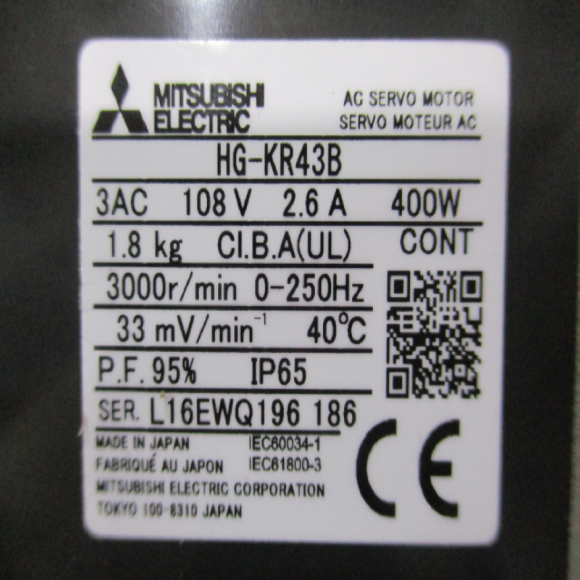 MITSUBISHI
ELECTRIC
AC SERVO MOTOR
SERVO MOTEUR AC
HG-KR43B
3AC 108 V 2.6 A 400W
1.8 kg CI.B.A(UL) CONT
3000r/min 0-250Hz
33 mV/min⁻¹ 40℃
P.F. 95% IP65
SER. L16EWQ196 186
MADE IN JAPAN IEC60034-1
FABRIQUÉ AU JAPON IEC61800-3
MITSUBISHI ELECTRIC CORPORATION
TOKYO 100-8310 JAPAN
CE